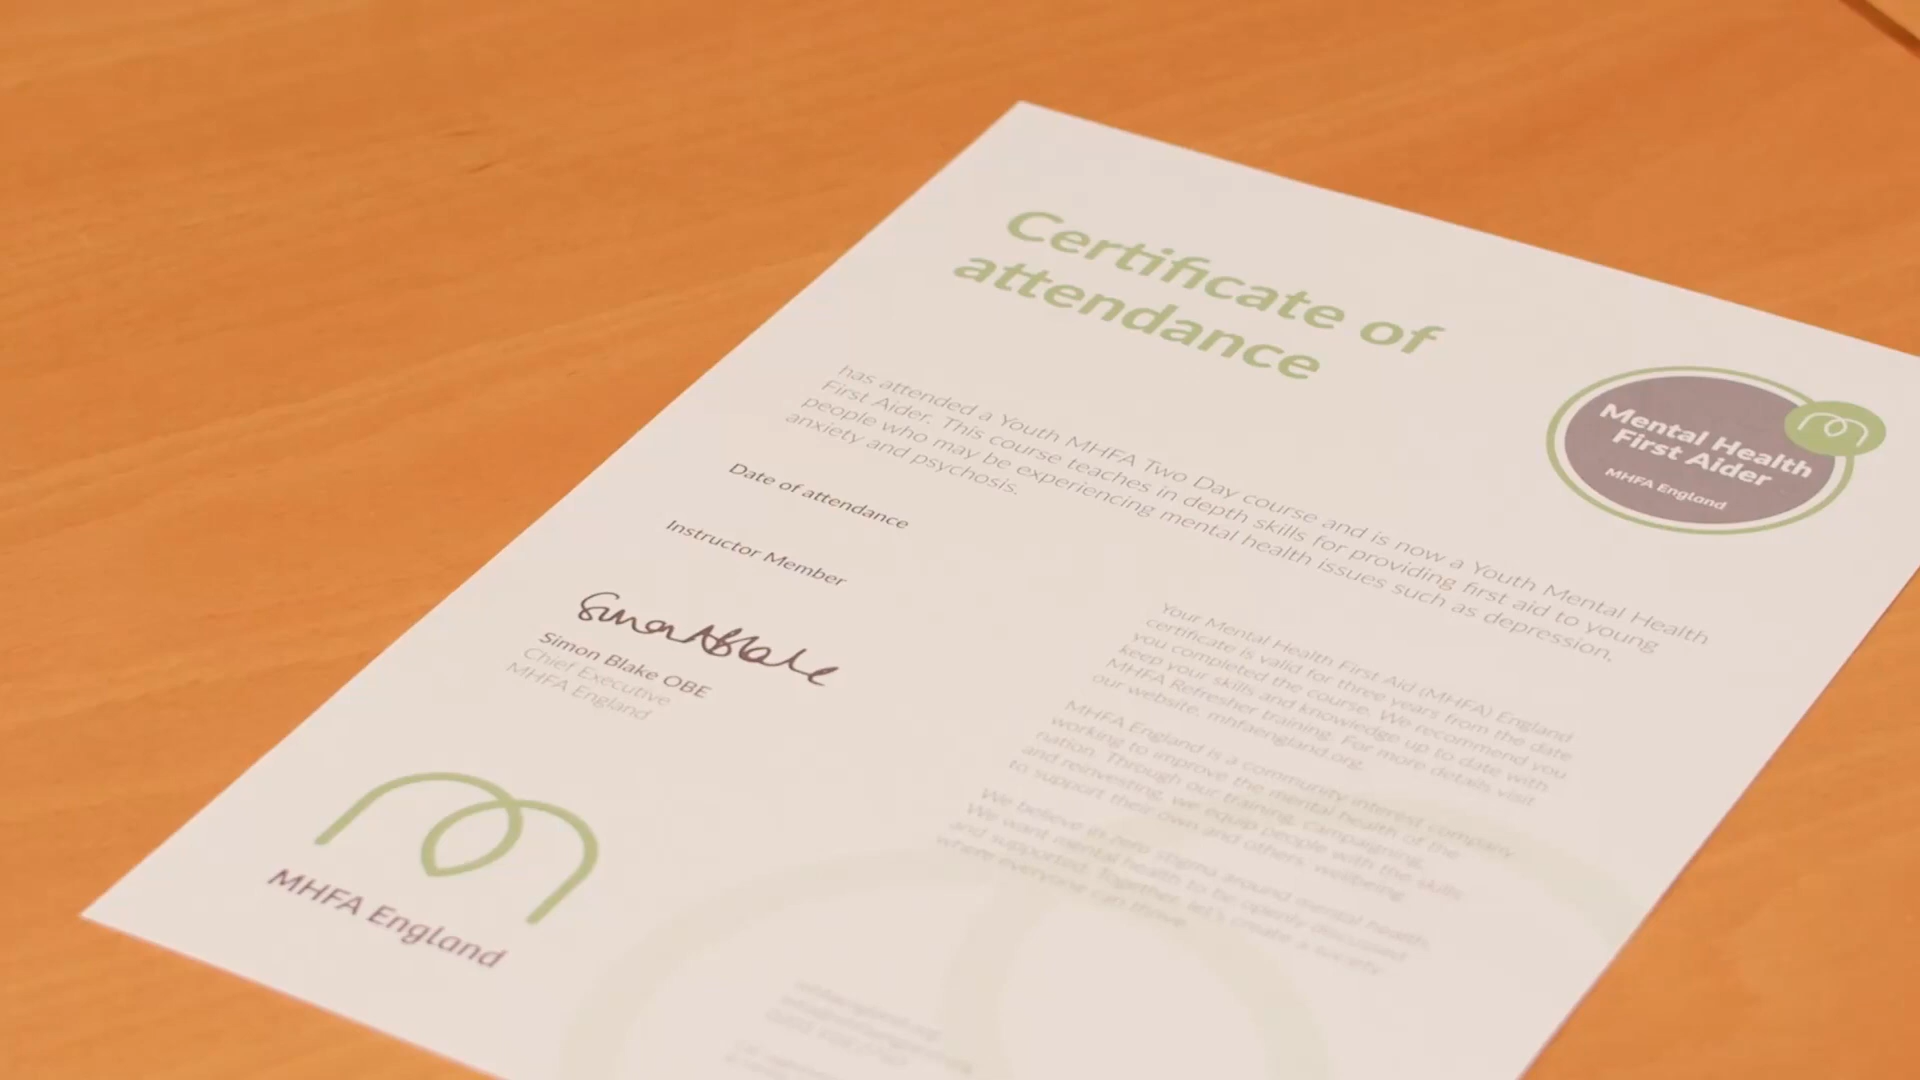 Certificate of
attendance
Mental Health
First Aider
MHFA England
has attended a Youth MHFA Two Day course and is now a Youth Mental Health
First Aider. This course teaches in depth skills for providing first aid to young
people who may be experiencing mental health issues such as depression,
anxiety and psychosis.
Date of attendance
Instructor Member
Simon Blake
Simon Blake OBE
Chief Executive
MHFA England
Your Mental Health First Aid (MHFA) England
certificate is valid for three years from the date
you completed the course. We recommend you
keep your skills and knowledge up to date with
MHFA Refresher training. For more details visit
our website. mhfaengland.org.
MHFA England is a community interest company
working to improve the mental health of the
nation. Through our training, campaigning,
and reinvesting, we equip people with the skills
to support their own and others' wellbeing.
We believe in zero stigma around mental health.
We want mental health to be openly discussed
and supported. Together, let's create a society
where everyone can thrive.
MHFA England